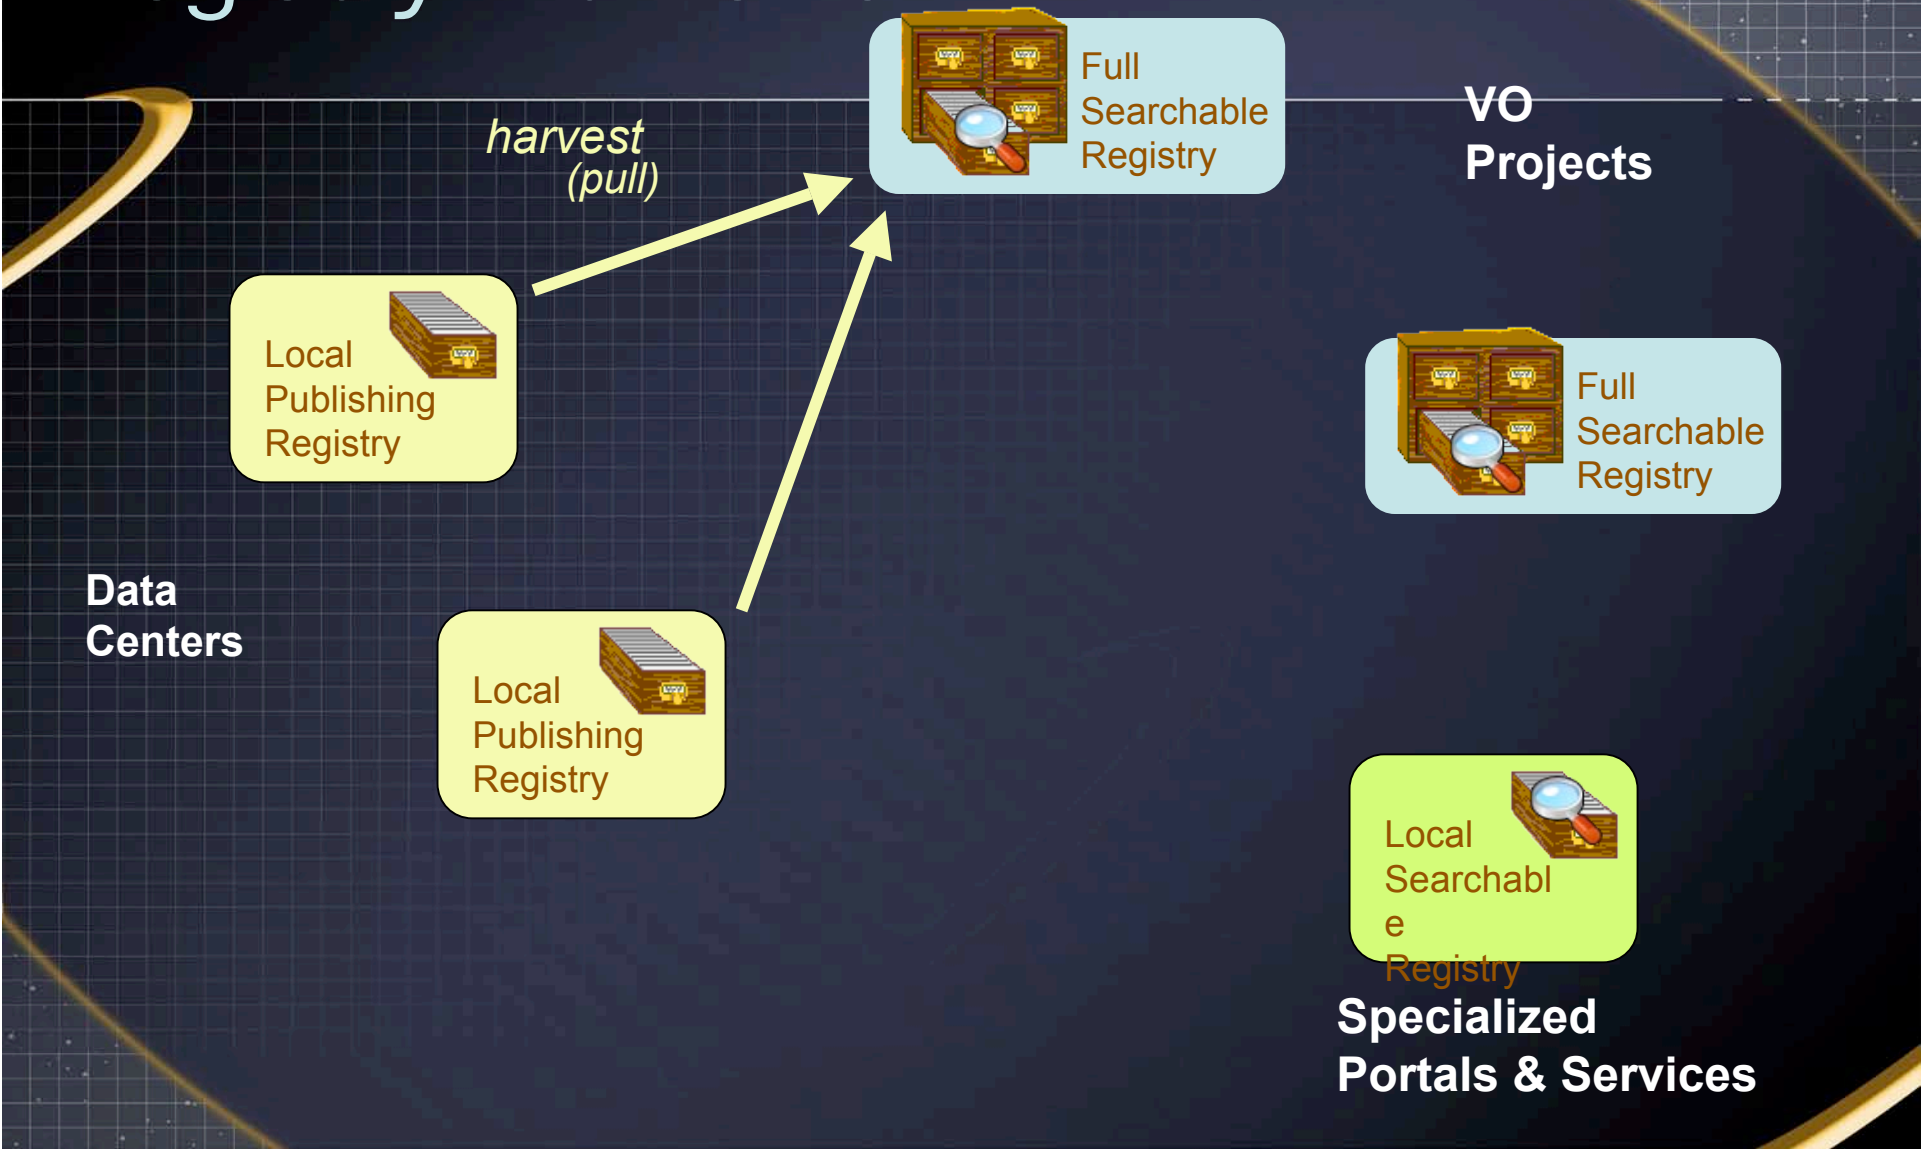 harvest
(pull)
Full
Searchable
Registry
VO
Projects
Local
Publishing
Registry
Full
Searchable
Registry
Data
Centers
Local
Publishing
Registry
Local
Searchabl
e
Registry
Specialized
Portals & Services